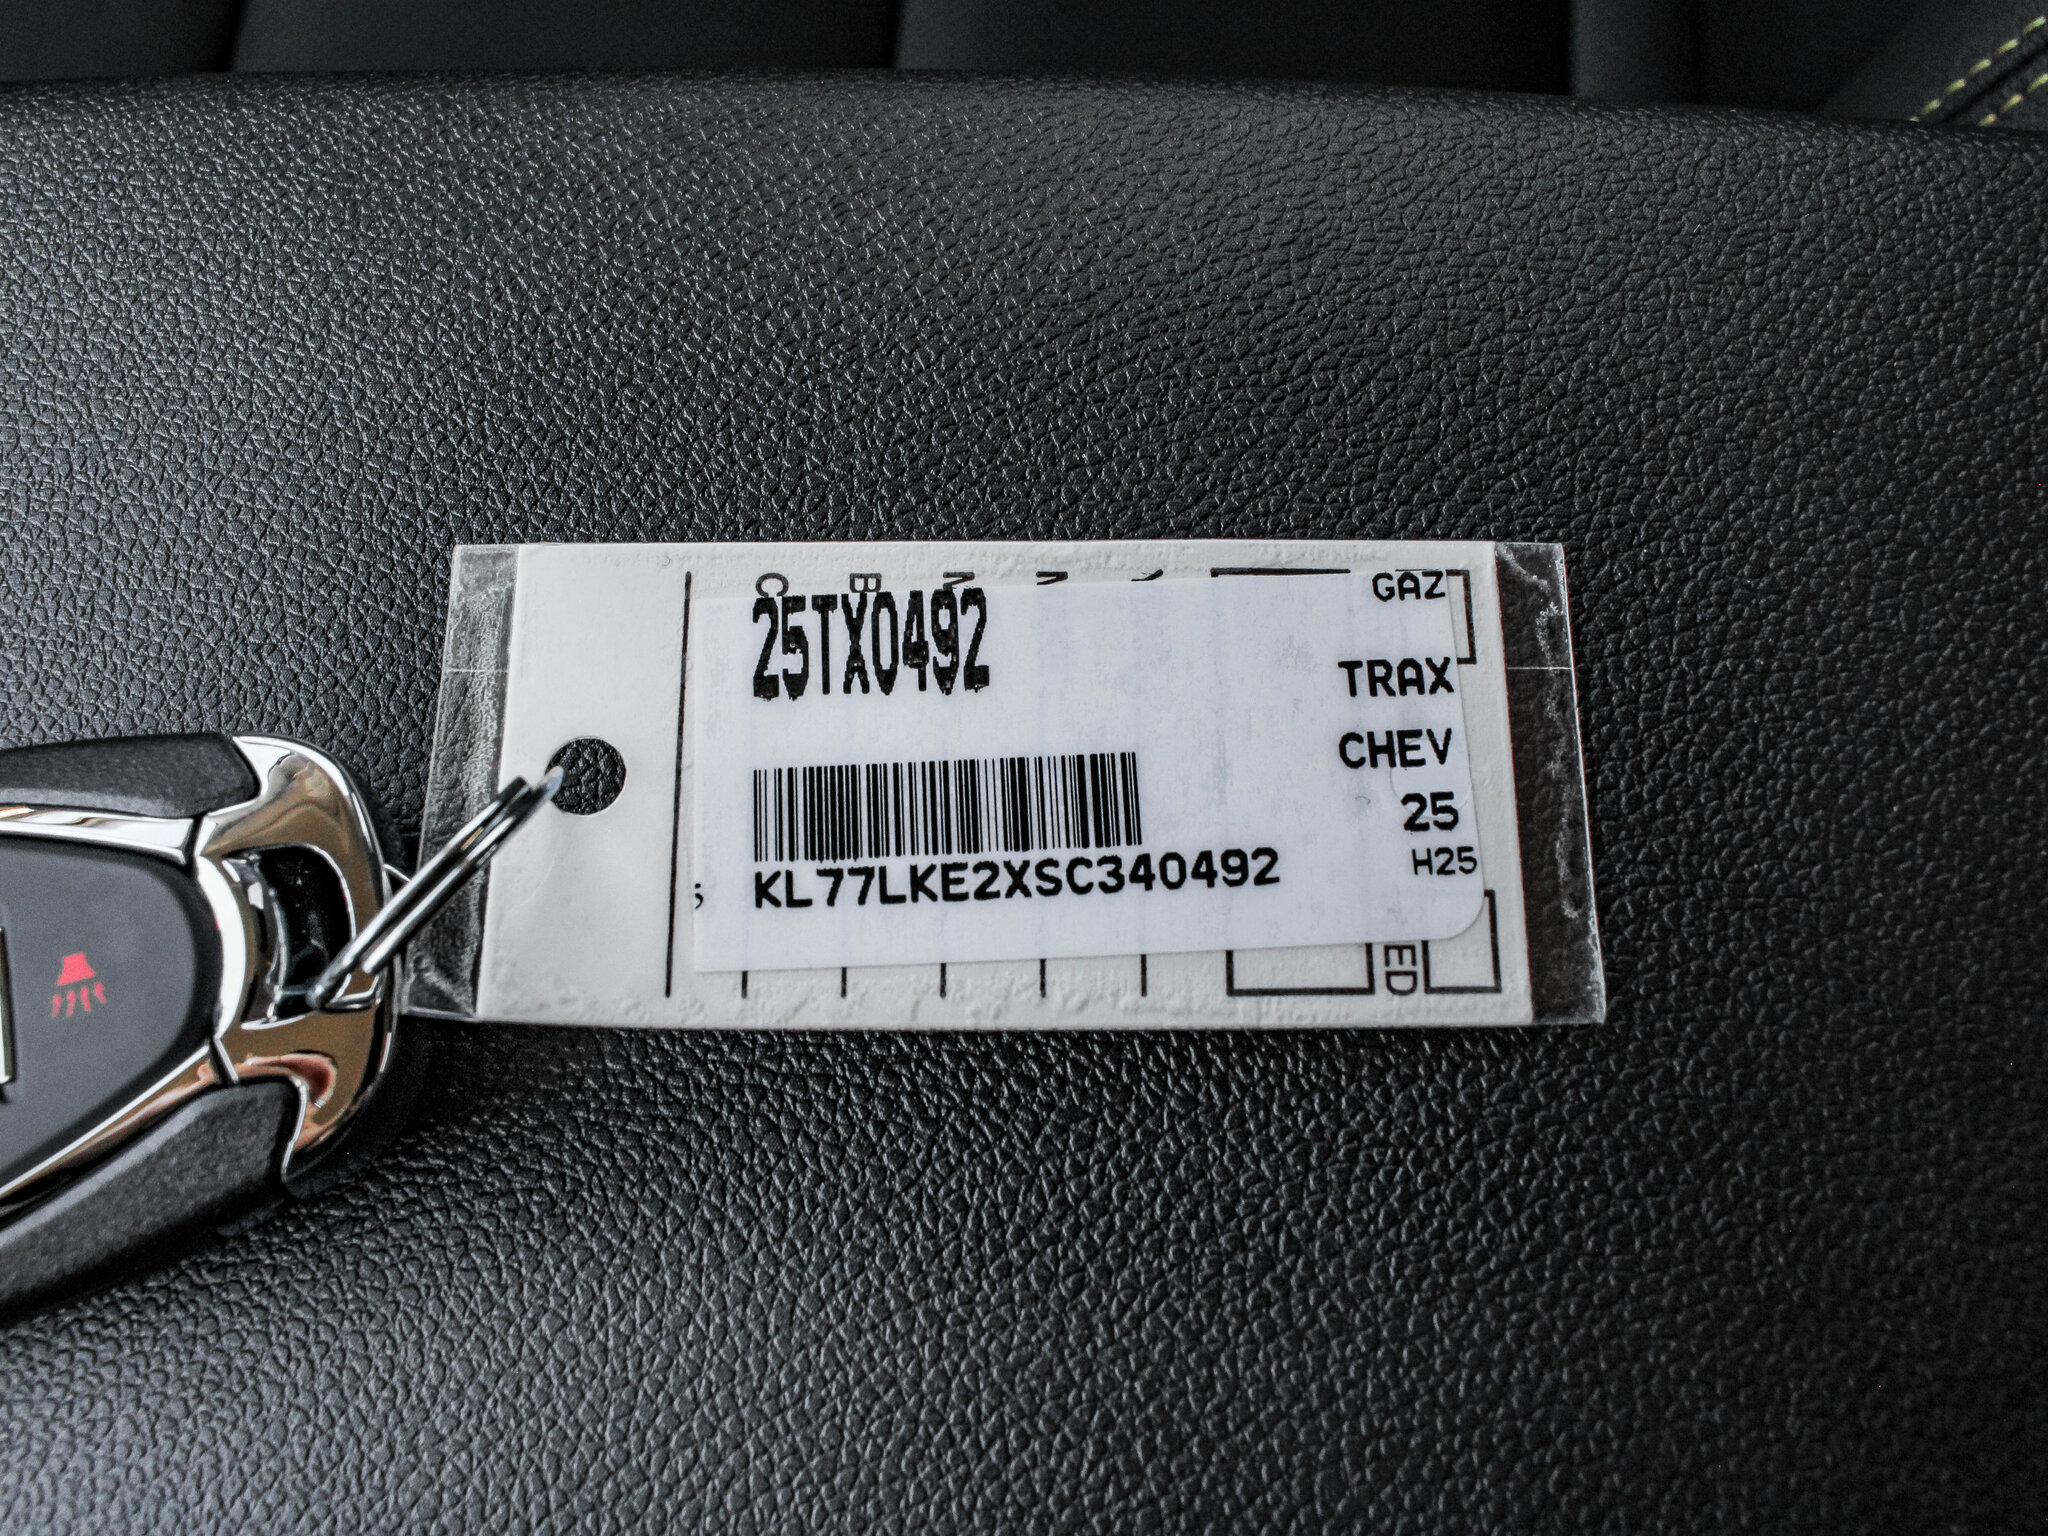 25TX0492
GAZ
TRAX
CHEV
25
H25
KL77LKE2XSC340492
ED